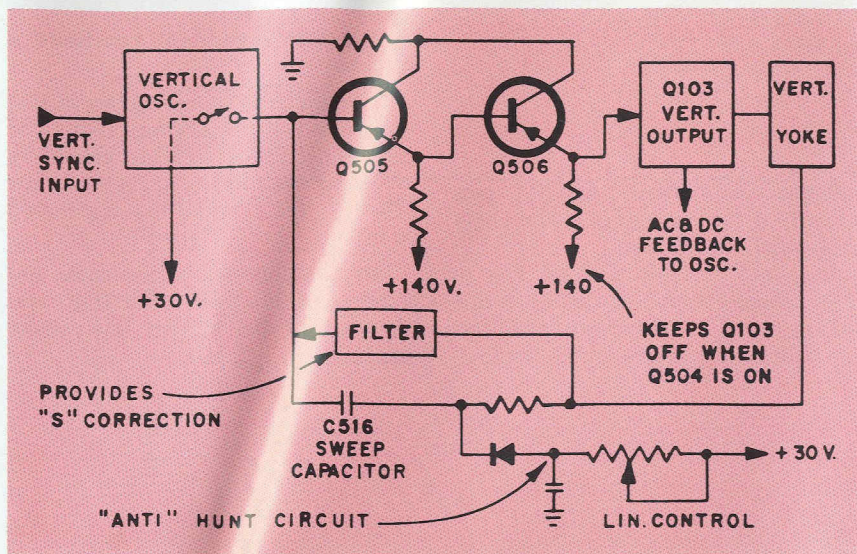 VERTICAL
OSC.
VERT.
SYNC.
INPUT
+30V.
Q505
Q506
+140V.
+140
Q103
VERT.
OUTPUT
VERT.
YOKE
AC & DC
FEEDBACK
TO OSC.
KEEPS Q103
OFF WHEN
Q504 IS ON
FILTER
PROVIDES
"S" CORRECTION
C516
SWEEP
CAPACITOR
+30V.
"ANTI" HUNT CIRCUIT
LIN. CONTROL